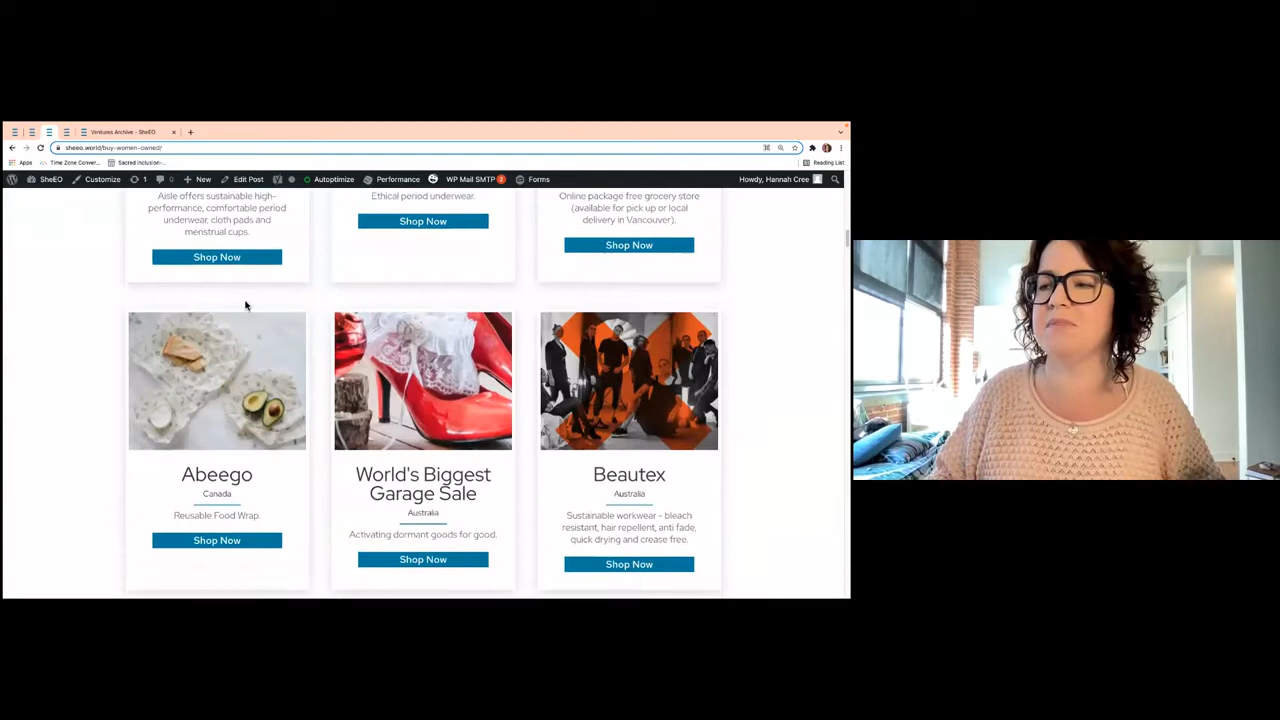 Ventures Archive - SheEO
sheeo.world/buy-women-owned/
Apps Time Zone Conver... Sacred Inclusion-... Reading List
SheEO Customize 1 0 New Edit Post Autoptimize Performance WP Mail SMTP 2 Forms Howdy, Hannah Cree
Aisle offers sustainable high-
performance, comfortable period
underwear, cloth pads and
menstrual cups.
Shop Now
Ethical period underwear.
Shop Now
Online package free grocery store
(available for pick up or local
delivery in Vancouver).
Shop Now
Abeego
Canada
Reusable Food Wrap.
Shop Now
World's Biggest
Garage Sale
Australia
Activating dormant goods for good.
Shop Now
Beautex
Australia
Sustainable workwear - bleach
resistant, hair repellent, anti fade,
quick drying and crease free.
Shop Now